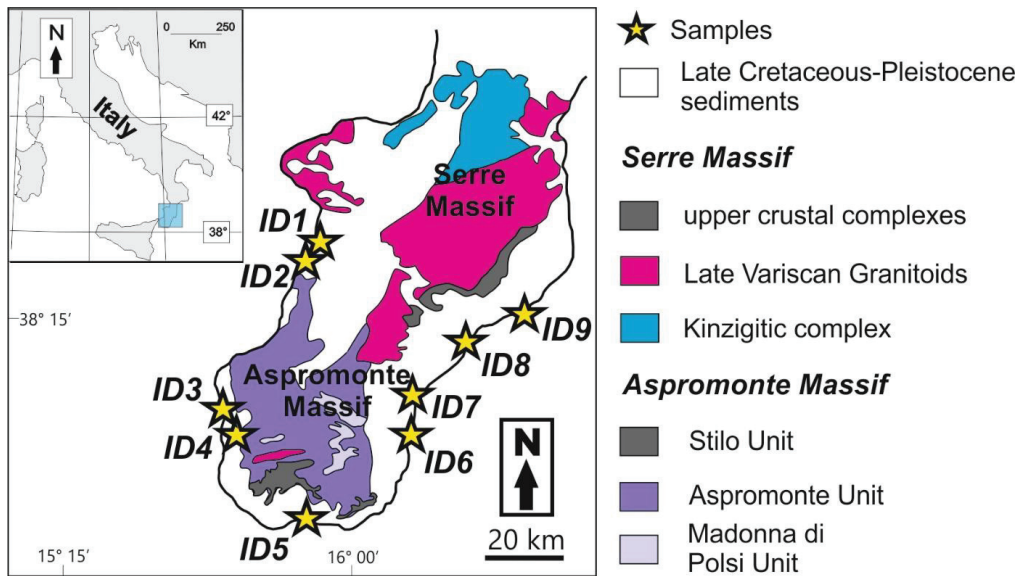 N
0 250
Km
Italy
42°
38°
Serre
Massif
ID1
ID2
38° 15'
ID9
ID8
Aspromonte
Massif
ID3
ID7
ID4
ID6
N
ID5
20 km
15° 15'
16° 00'
Samples
Late Cretaceous-Pleistocene
sediments
Serre Massif
upper crustal complexes
Late Variscan Granitoids
Kinzigitic complex
Aspromonte Massif
Stilo Unit
Aspromonte Unit
Madonna di
Polsi Unit